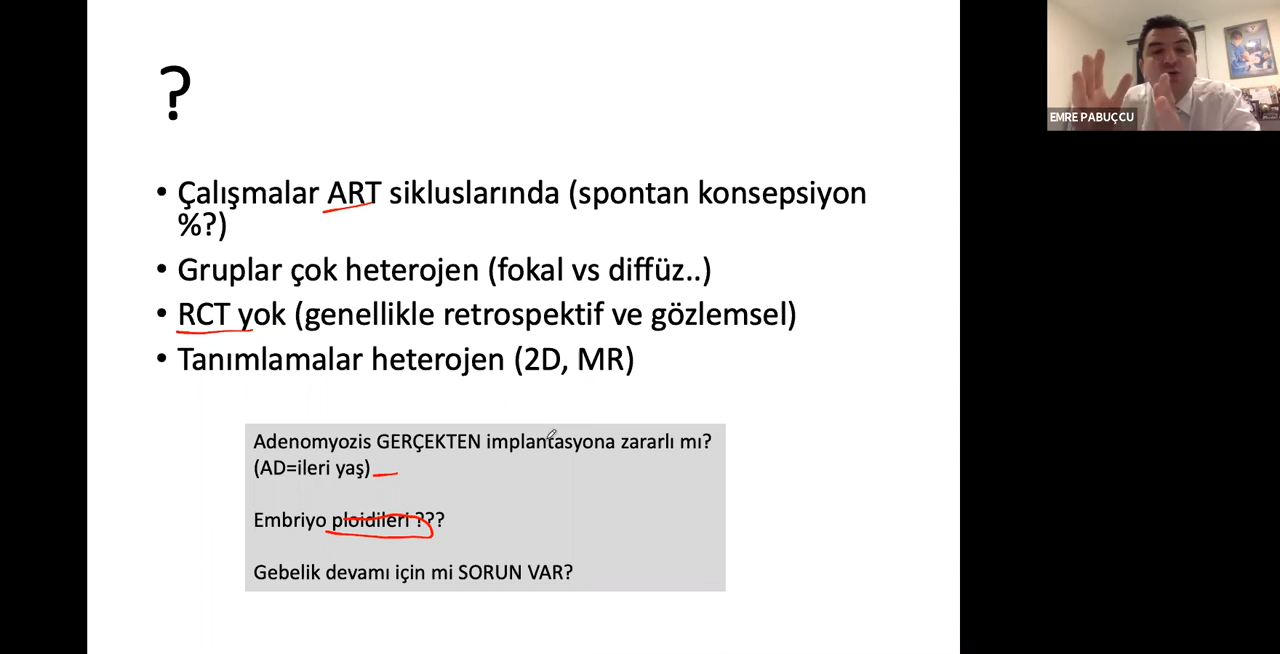 ?
• Çalışmalar ART sikluslarında (spontan konsepsiyon
%?)
• Gruplar çok heterojen (fokal vs diffüz..)
• RCT yok (genellikle retrospektif ve gözlemsel)
• Tanımlamalar heterojen (2D, MR)
Adenomyozis GERÇEKTEN implantasyona zararlı mı?
(AD=ileri yaş)
Embriyo ploidileri ???
Gebelik devamı için mi SORUN VAR?
EMRE PABUÇCU